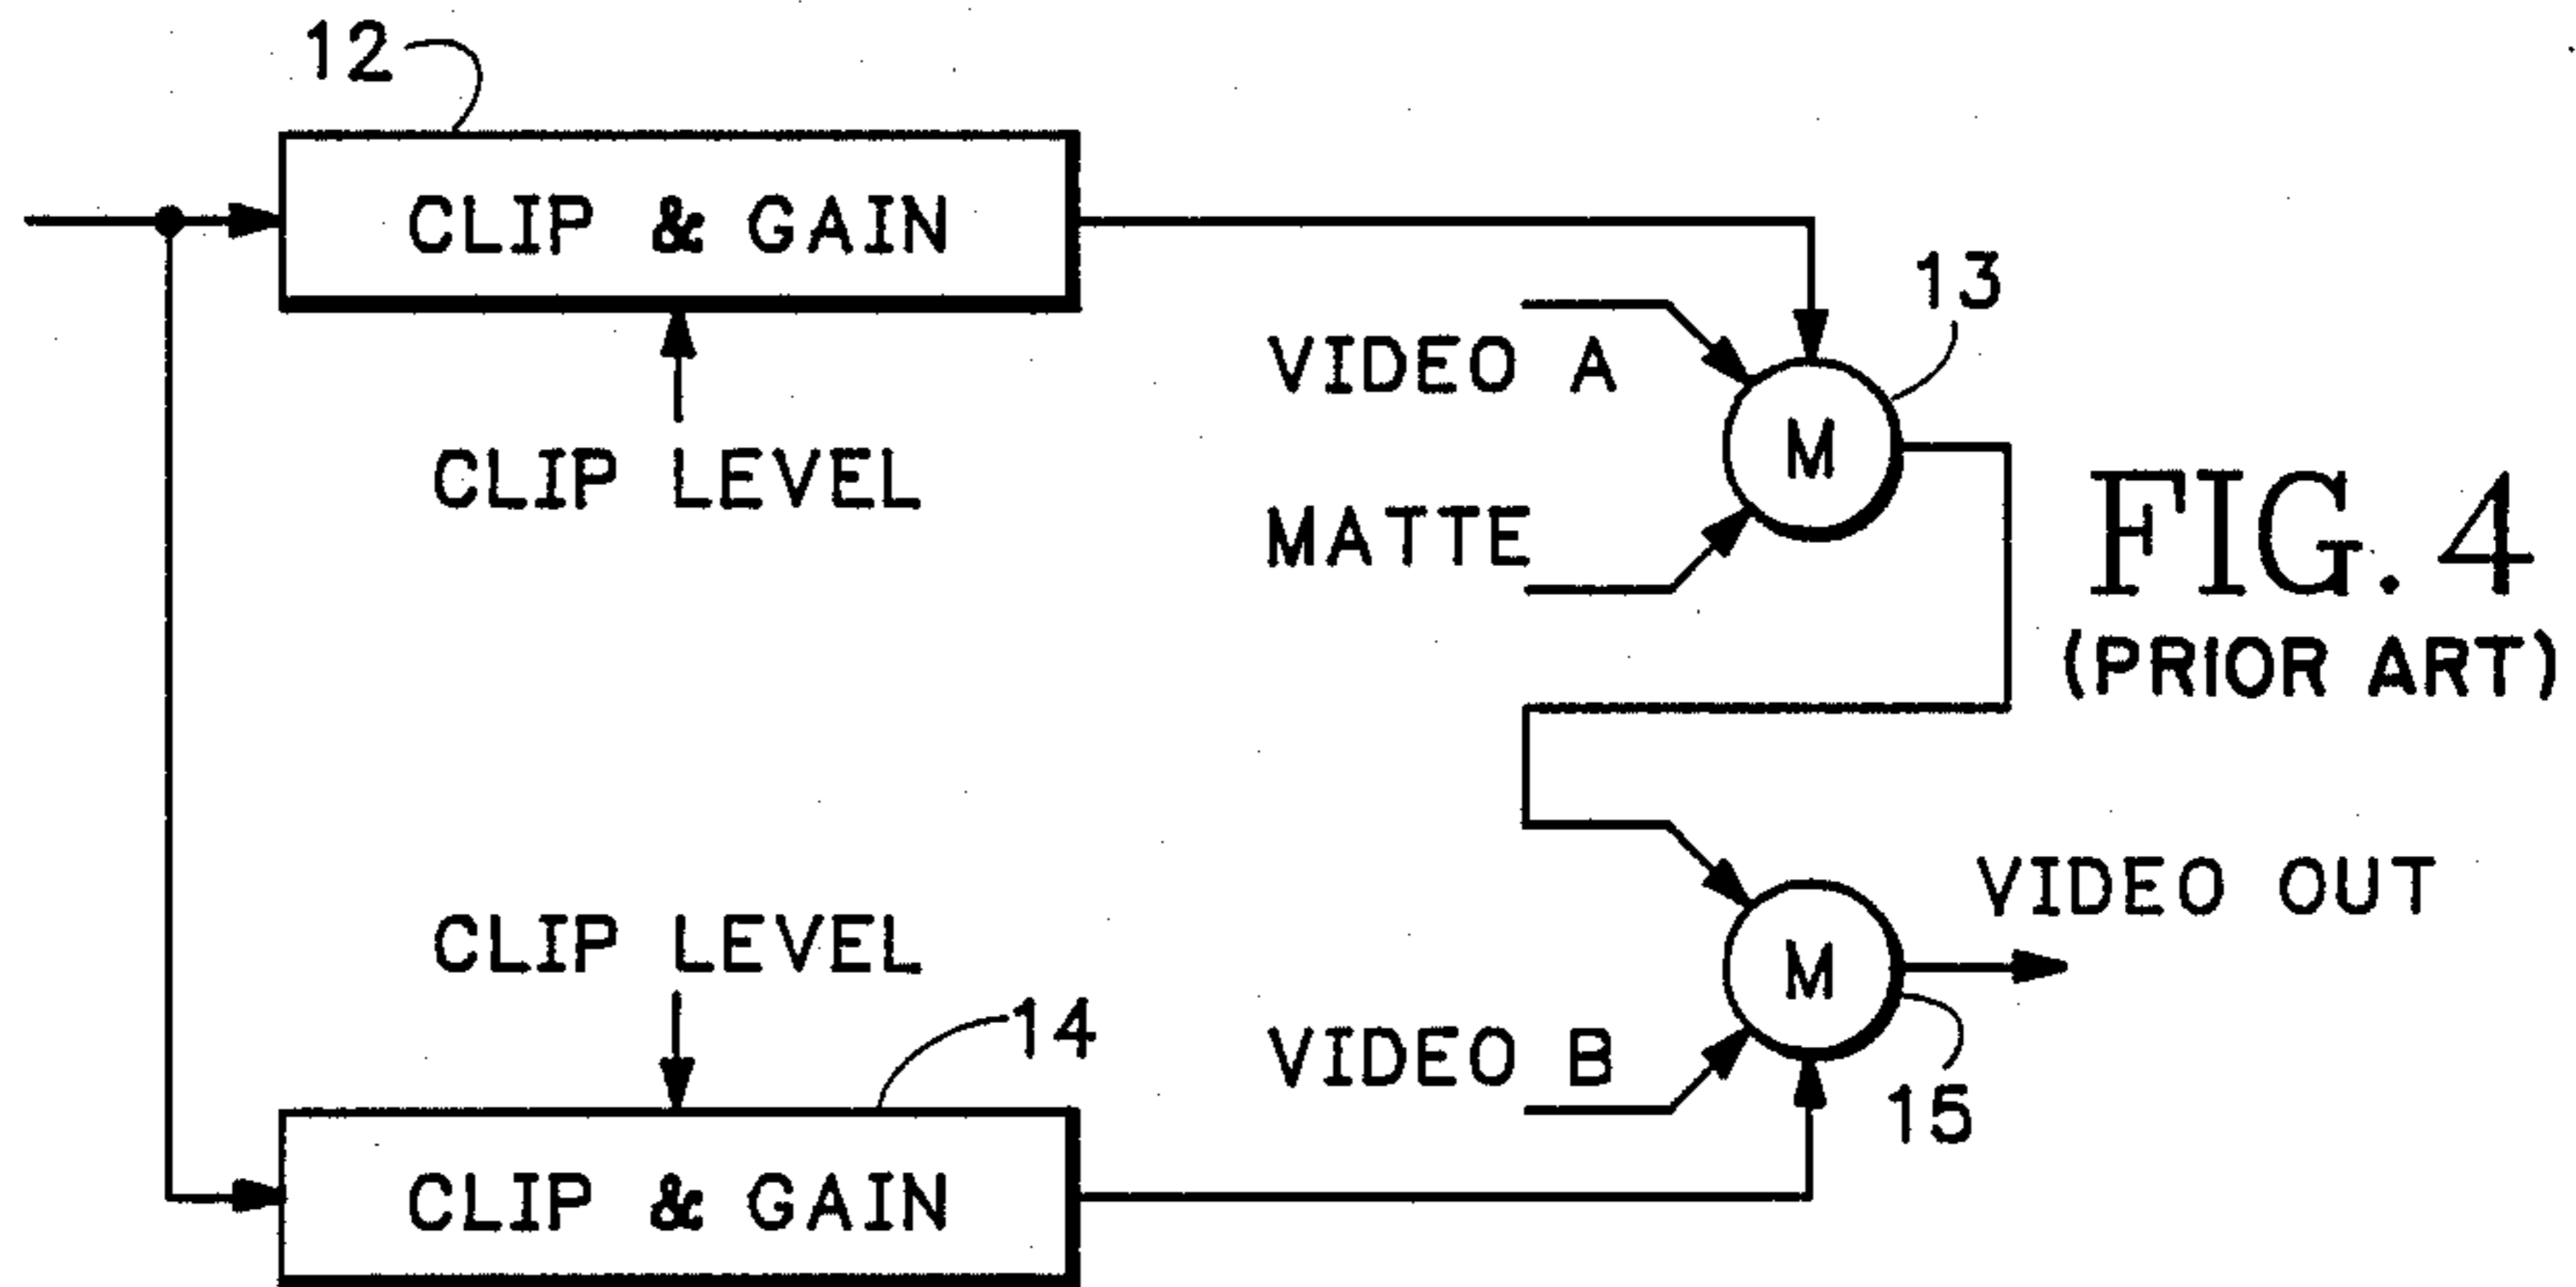 12
CLIP & GAIN
CLIP LEVEL
VIDEO A
13
M
MATTE
FIG. 4
(PRIOR ART)
CLIP LEVEL
14
CLIP & GAIN
VIDEO B
M
VIDEO OUT
15